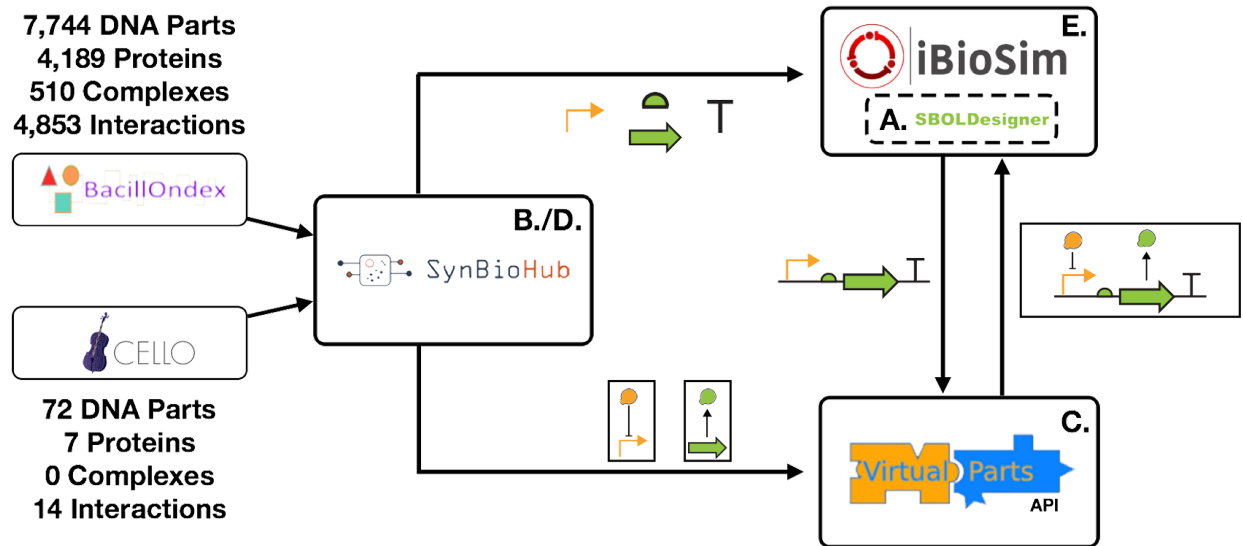 7,744 DNA Parts
4,189 Proteins
510 Complexes
4,853 Interactions
BacillOndex
CELLO
72 DNA Parts
7 Proteins
0 Complexes
14 Interactions
B./D.
SynBioHub
E.
iBioSim
A. SBOLDesigner
C.
Virtual Parts
API